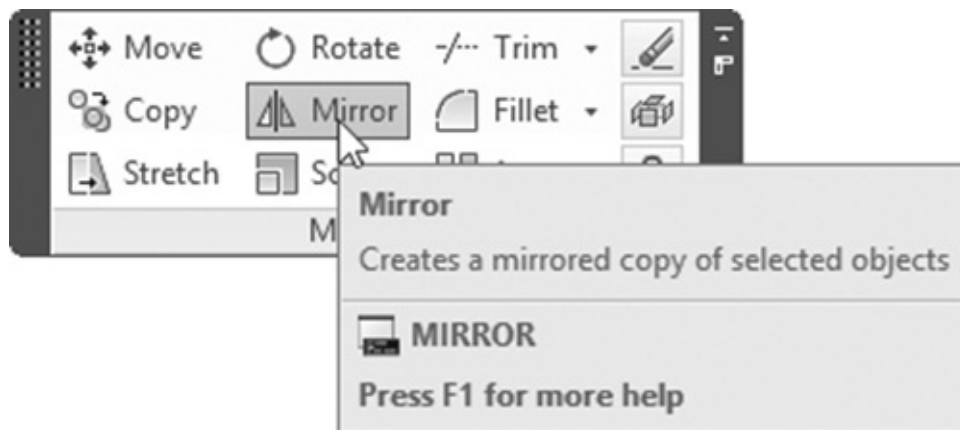 Move Rotate Trim
Copy Mirror Fillet
Stretch
Mirror
Creates a mirrored copy of selected objects
MIRROR
Press F1 for more help